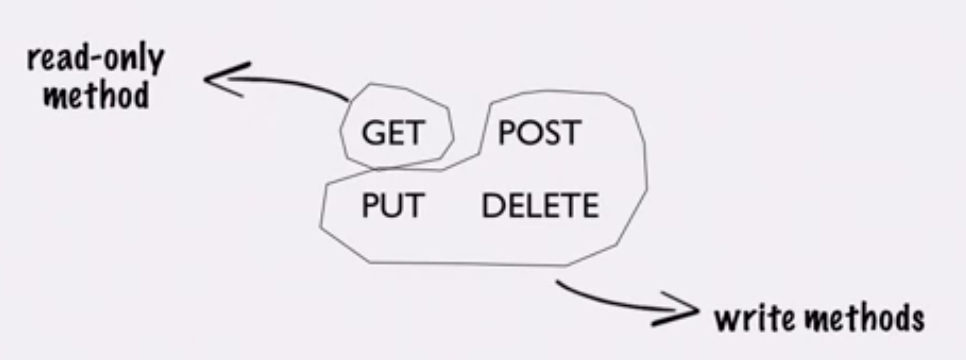 read-only
method
GET POST
PUT DELETE
write methods